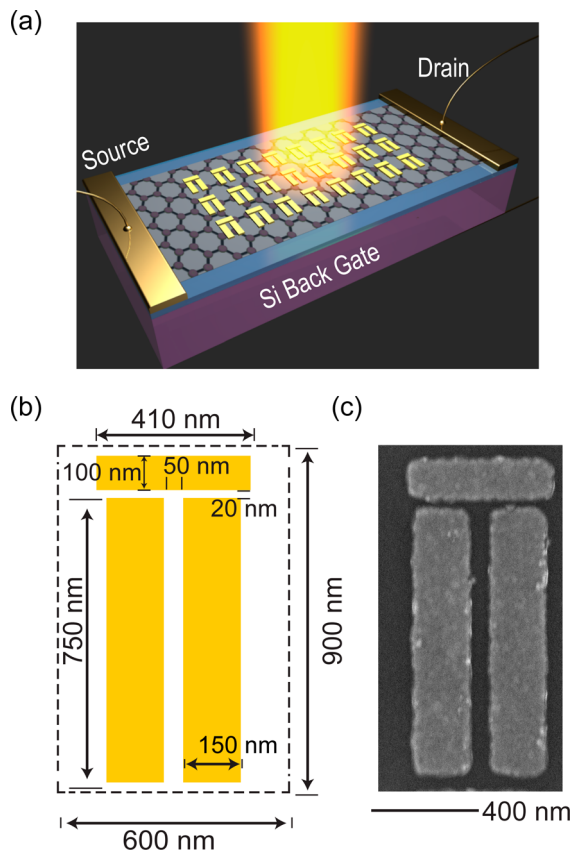 (a)
Source
Drain
Si Back Gate
(b)
410 nm
100 nm
50 nm
20 nm
750 nm
900 nm
150 nm
600 nm
(c)
400 nm